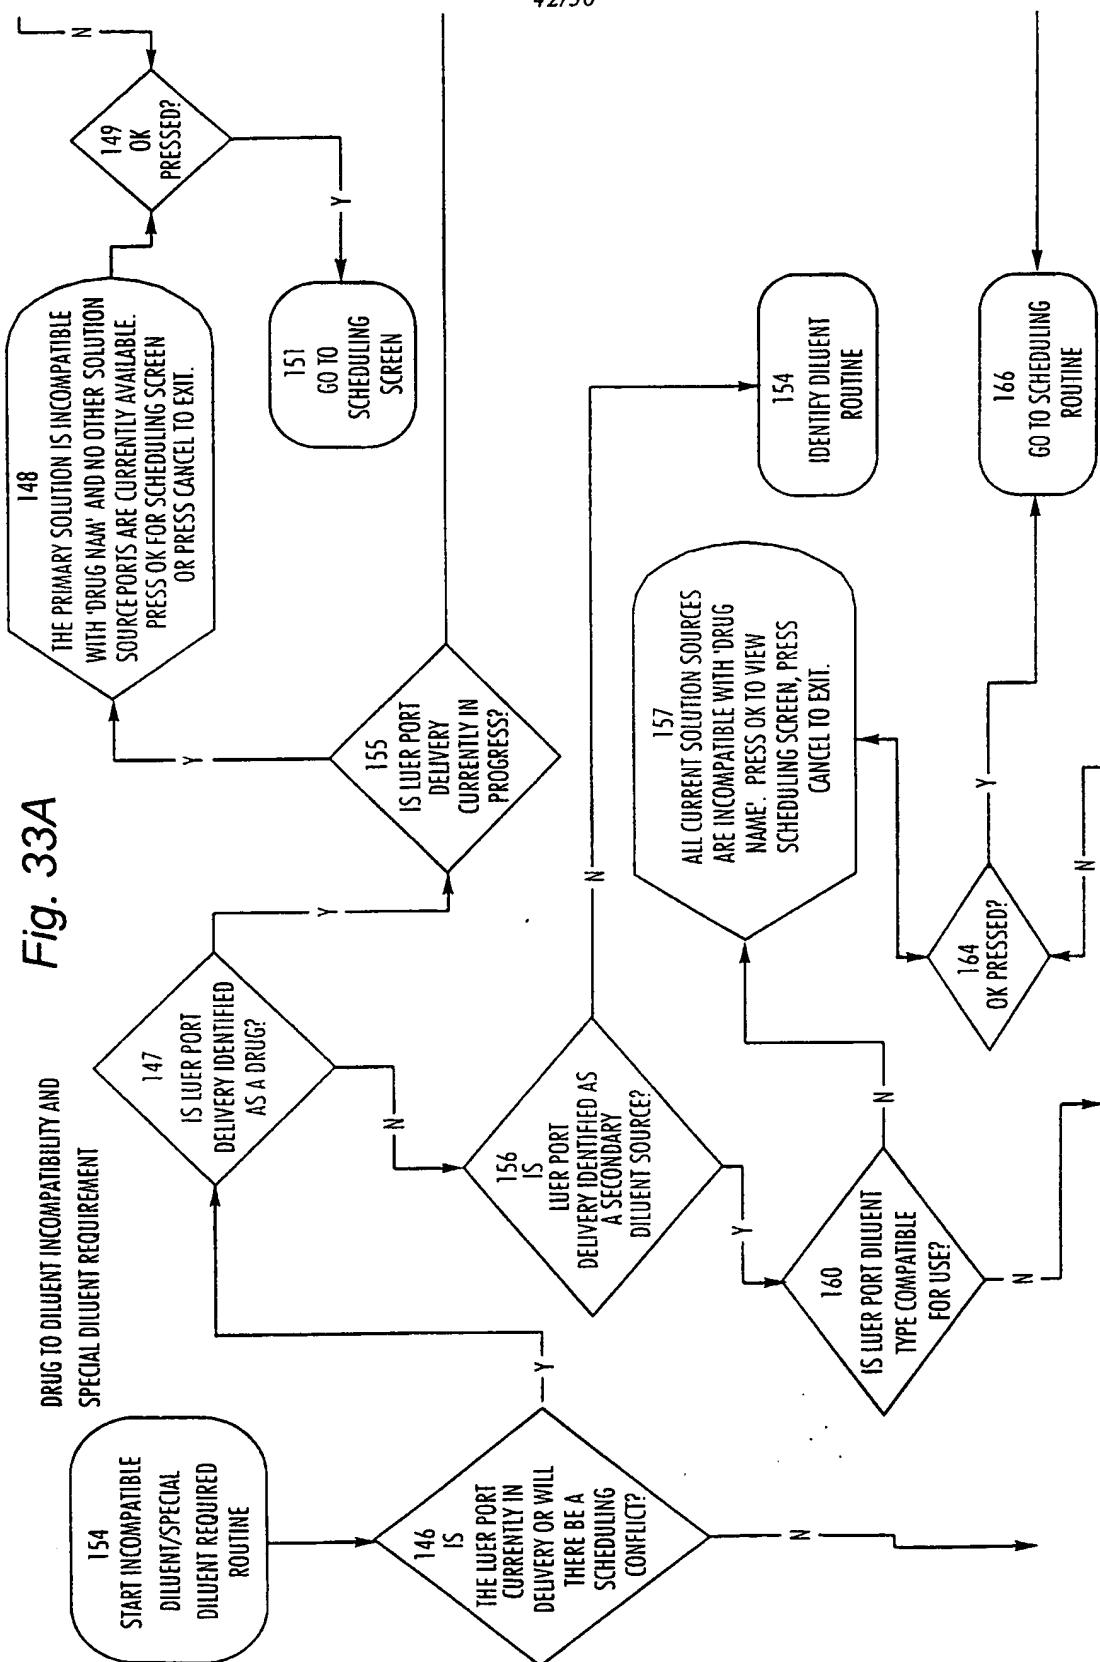 42/50
Fig. 33A
DRUG TO DILUENT INCOMPATIBILITY AND
SPECIAL DILUENT REQUIREMENT
154
START INCOMPATIBLE
DILUENT/SPECIAL
DILUENT REQUIRED
ROUTINE
146
IS
THE LUER PORT
CURRENTLY IN
DELIVERY OR WILL
THERE BE A
SCHEDULING
CONFLICT?
Y
N
147
IS LUER PORT
DELIVERY IDENTIFIED
AS A DRUG?
Y
N
155
IS LUER PORT
DELIVERY
CURRENTLY IN
PROGRESS?
Y
148
THE PRIMARY SOLUTION IS INCOMPATIBLE
WITH 'DRUG NAM' AND NO OTHER SOLUTION
SOURCEPORTS ARE CURRENTLY AVAILABLE.
PRESS OK FOR SCHEDULING SCREEN
OR PRESS CANCEL TO EXIT.
149
OK
PRESSED?
N
Y
151
GO TO
SCHEDULING
SCREEN
156
IS
LUER PORT
DELIVERY IDENTIFIED AS
A SECONDARY
DILUENT SOURCE?
N
Y
154
IDENTIFY DILUENT
ROUTINE
160
IS LUER PORT DILUENT
TYPE COMPATIBLE
FOR USE?
N
N
157
ALL CURRENT SOLUTION SOURCES
ARE INCOMPATIBLE WITH 'DRUG
NAME'. PRESS OK TO VIEW
SCHEDULING SCREEN, PRESS
CANCEL TO EXIT.
164
OK PRESSED?
Y
N
166
GO TO SCHEDULING
ROUTINE